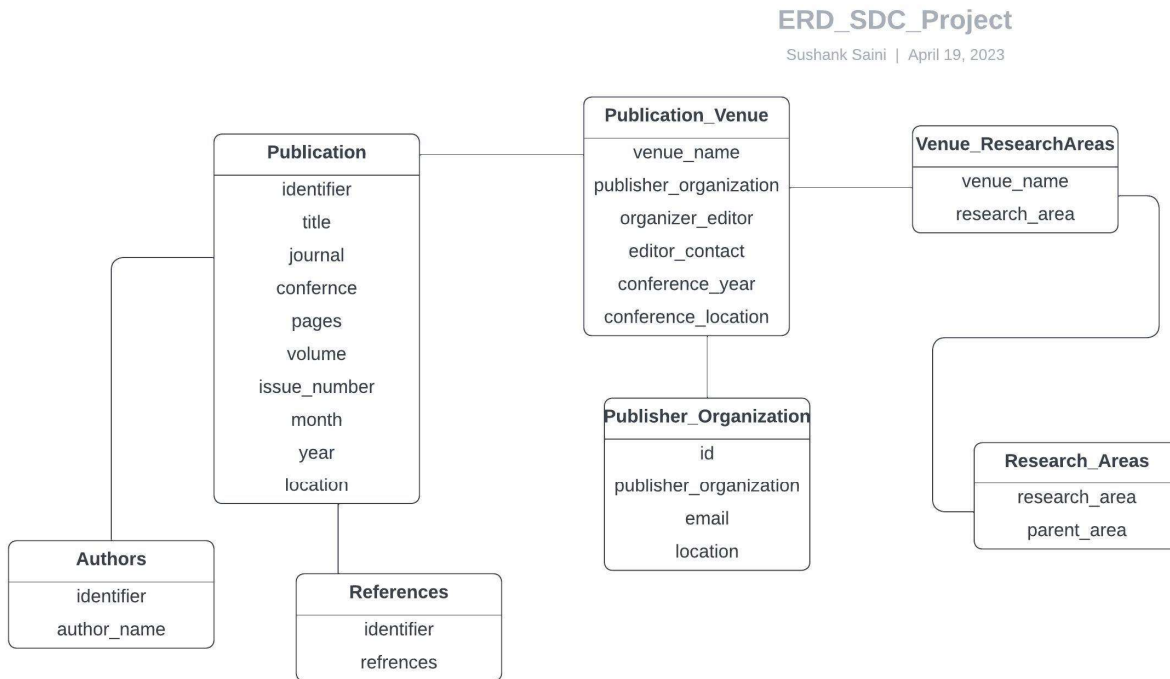 ERD_SDC_Project
Sushank Saini | April 19, 2023
Publication
identifier
title
journal
confernce
pages
volume
issue_number
month
year
location
Publication_Venue
venue_name
publisher_organization
organizer_editor
editor_contact
conference_year
conference_location
Venue_ResearchAreas
venue_name
research_area
Publisher_Organization
id
publisher_organization
email
location
Research_Areas
research_area
parent_area
Authors
identifier
author_name
References
identifier
refrences